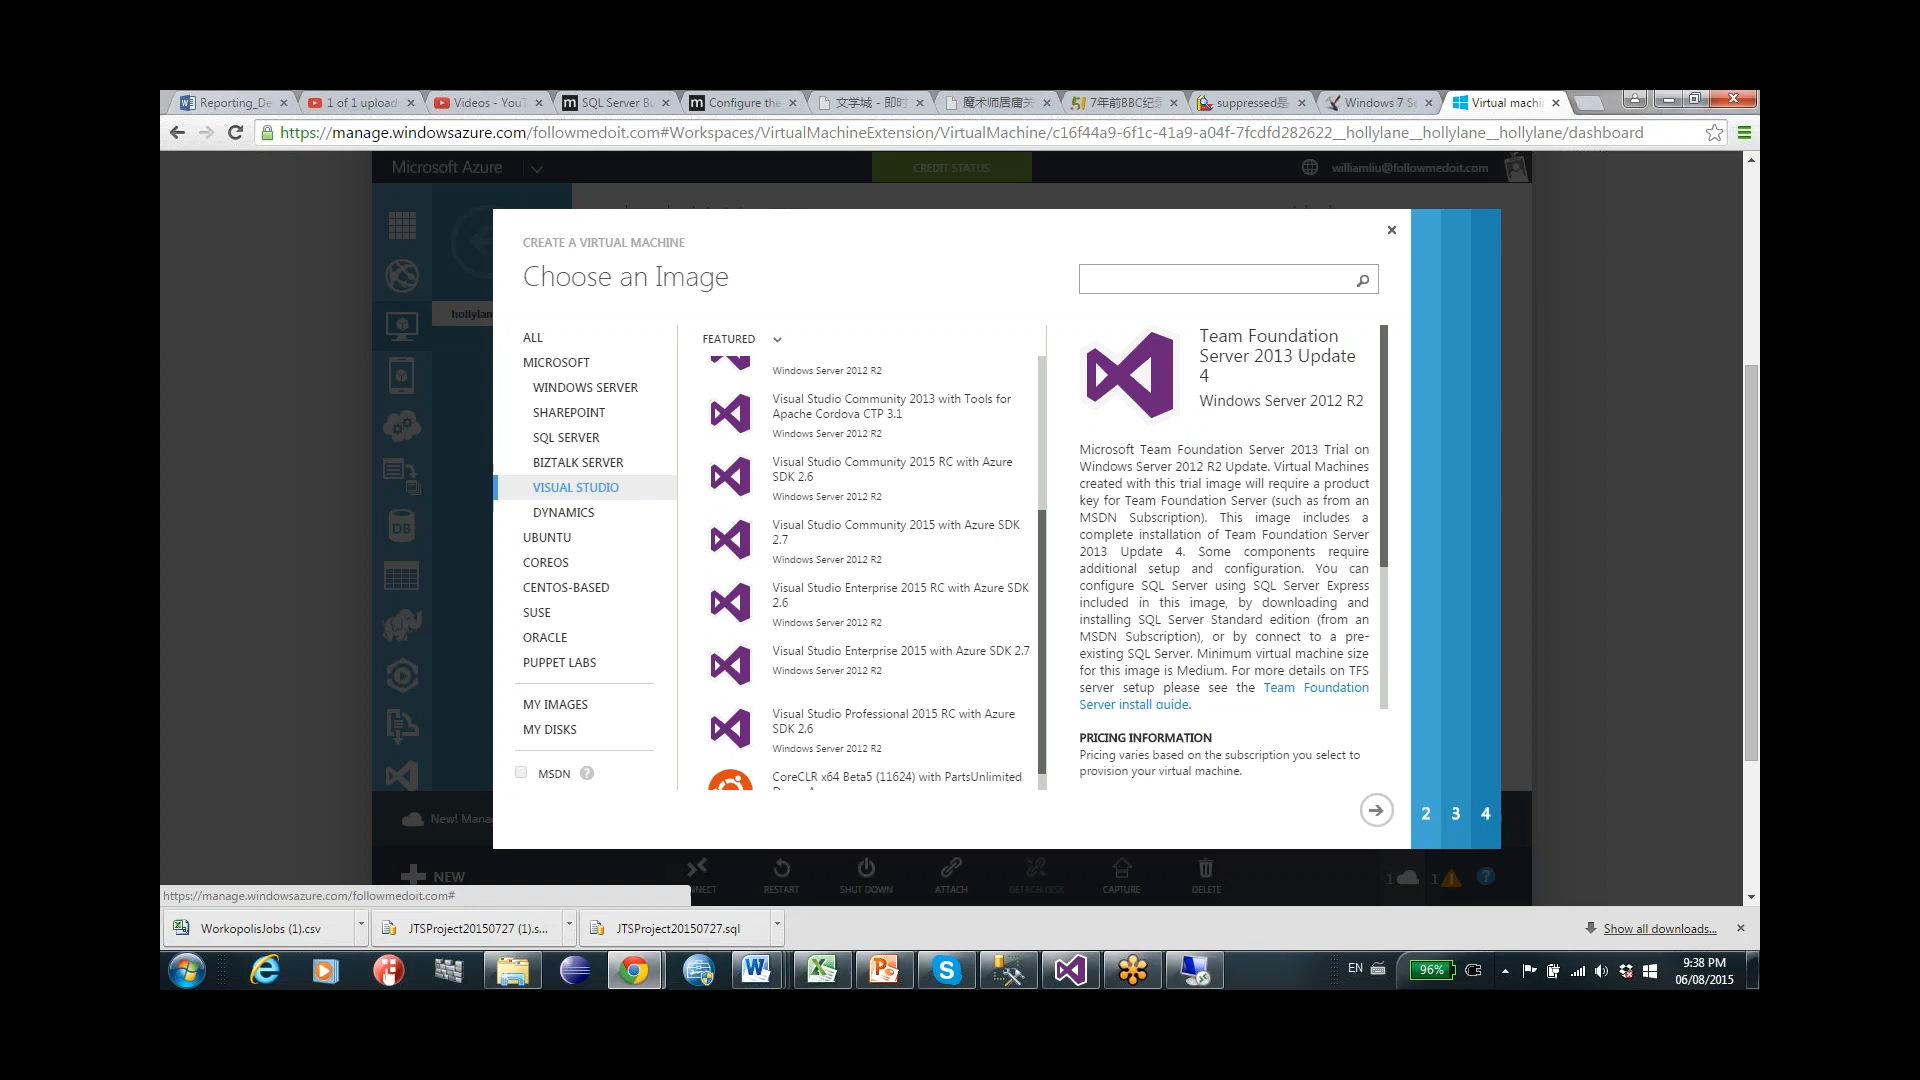 Reporting_De
1 of 1 upload
Videos - YouT
SQL Server Bu
Configure the
文学城 - 即时
魔术师唐庸关
7年前BBC纪录
suppressed是
Windows 7 Se
Virtual machin
https://manage.windowsazure.com/followmedoit.com#Workspaces/VirtualMachineExtension/VirtualMachine/c16f44a9-6f1c-41a9-a04f-7fcdfd282622__hollylane__hollylane__hollylane/dashboard
Microsoft Azure
CREDIT STATUS
williamliu@followmedoit.com
hollylan
CREATE A VIRTUAL MACHINE
Choose an Image
ALL
MICROSOFT
WINDOWS SERVER
SHAREPOINT
SQL SERVER
BIZTALK SERVER
VISUAL STUDIO
DYNAMICS
UBUNTU
COREOS
CENTOS-BASED
SUSE
ORACLE
PUPPET LABS
MY IMAGES
MY DISKS
MSDN ?
FEATURED
Windows Server 2012 R2
Visual Studio Community 2013 with Tools for
Apache Cordova CTP 3.1
Windows Server 2012 R2
Visual Studio Community 2015 RC with Azure
SDK 2.6
Windows Server 2012 R2
Visual Studio Community 2015 with Azure SDK
2.7
Windows Server 2012 R2
Visual Studio Enterprise 2015 RC with Azure SDK
2.6
Windows Server 2012 R2
Visual Studio Enterprise 2015 with Azure SDK 2.7
Windows Server 2012 R2
Visual Studio Professional 2015 RC with Azure
SDK 2.6
Windows Server 2012 R2
CoreCLR x64 Beta5 (11624) with PartsUnlimited
Team Foundation
Server 2013 Update
4
Windows Server 2012 R2
Microsoft Team Foundation Server 2013 Trial on
Windows Server 2012 R2 Update. Virtual Machines
created with this trial image will require a product
key for Team Foundation Server (such as from an
MSDN Subscription). This image includes a
complete installation of Team Foundation Server
2013 Update 4. Some components require
additional setup and configuration. You can
configure SQL Server using SQL Server Express
included in this image, by downloading and
installing SQL Server Standard edition (from an
MSDN Subscription), or by connect to a pre-
existing SQL Server. Minimum virtual machine size
for this image is Medium. For more details on TFS
server setup please see the Team Foundation
Server install guide.
PRICING INFORMATION
Pricing varies based on the subscription you select to
provision your virtual machine.
2 3 4
DB
New! Mana
NEW
NNECT
RESTART
SHUT DOWN
ATTACH
DETACH DISK
CAPTURE
DELETE
1
1
?
https://manage.windowsazure.com/followmedoit.com#
WorkopolisJobs (1).csv
JTSProject20150727 (1).s...
JTSProject20150727.sql
Show all downloads...
EN
96%
9:38 PM
06/08/2015